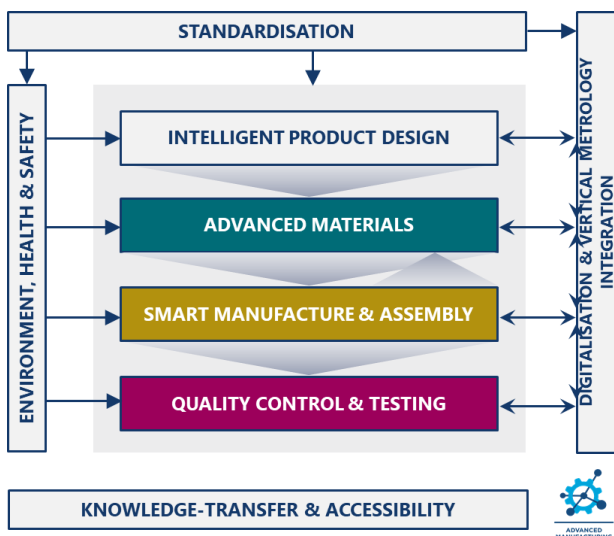 STANDARDISATION
ENVIRONMENT, HEALTH & SAFETY
INTELLIGENT PRODUCT DESIGN
ADVANCED MATERIALS
SMART MANUFACTURE & ASSEMBLY
QUALITY CONTROL & TESTING
DIGITALISATION & VERTICAL METROLOGY
INTEGRATION
KNOWLEDGE-TRANSFER & ACCESSIBILITY
ADVANCED
MANUFACTURING